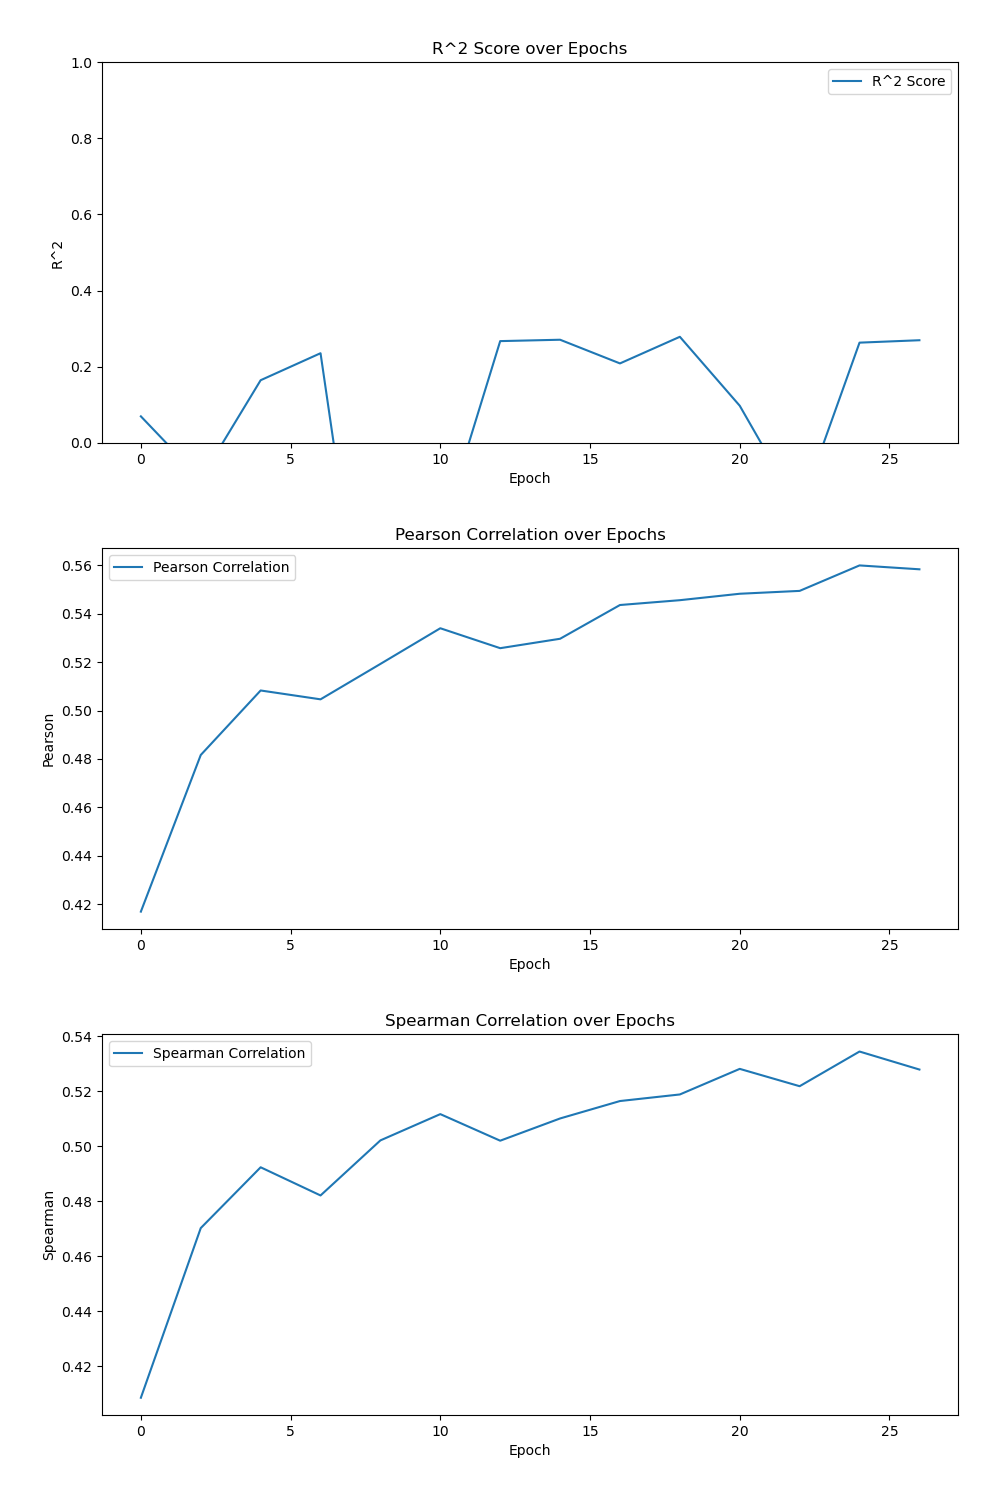 R^2 Score over Epochs
R^2 Score
1.0
0.8
0.6
0.4
0.2
0.0
R^2
0 5 10 15 20 25
Epoch
Pearson Correlation over Epochs
Pearson Correlation
0.56
0.54
0.52
0.50
0.48
0.46
0.44
0.42
Pearson
0 5 10 15 20 25
Epoch
Spearman Correlation over Epochs
Spearman Correlation
0.54
0.52
0.50
0.48
0.46
0.44
0.42
Spearman
0 5 10 15 20 25
Epoch